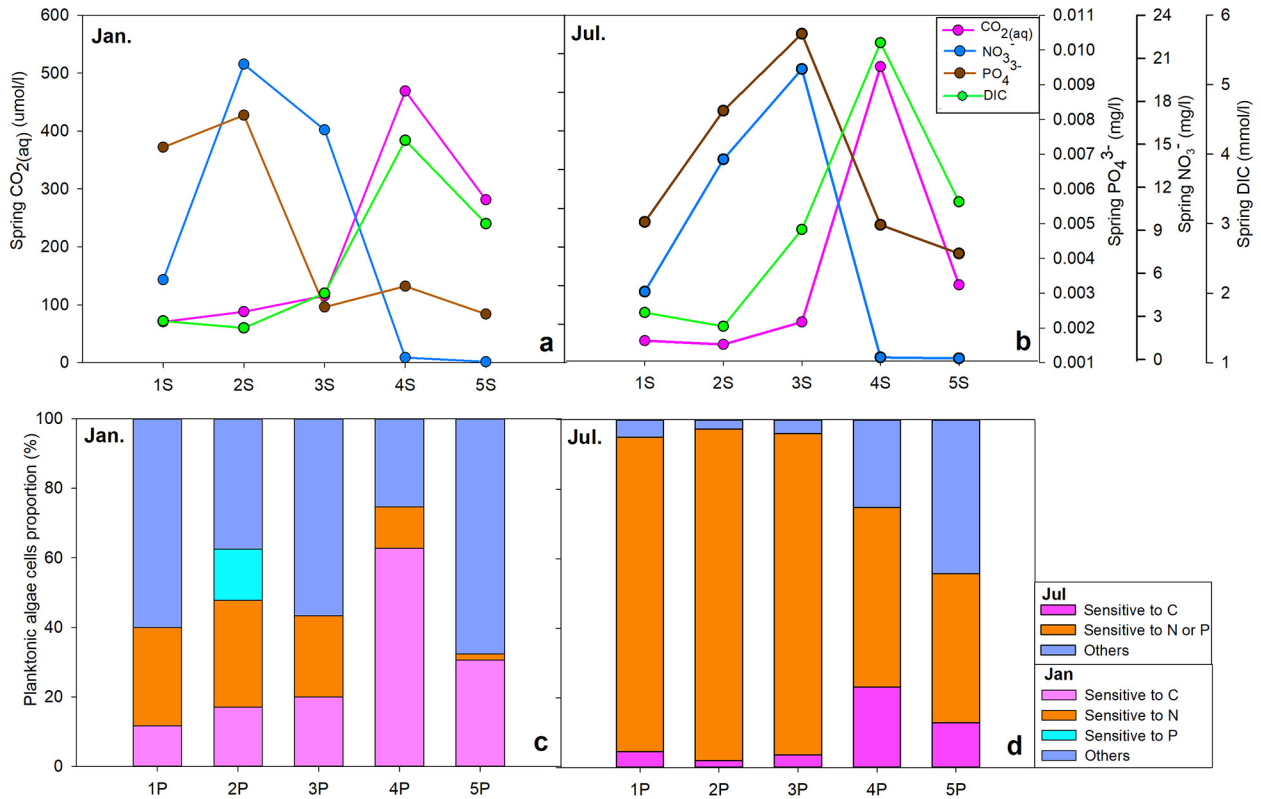 Jan.
600
500
400
300
200
100
0
Spring CO2(aq) (umol/l)
1S
2S
3S
4S
5S
a
Jul.
CO2(aq)
NO3-
PO4 3-
DIC
1S
2S
3S
4S
5S
b
0.011
0.010
0.009
0.008
0.007
0.006
0.005
0.004
0.003
0.002
0.001
Spring PO4 3- (mg/l)
24
21
18
15
12
9
6
3
0
Spring NO3- (mg/l)
6
5
4
3
2
1
Spring DIC (mmol/l)
Jan.
100
80
60
40
20
0
Planktonic algae cells proportion (%)
1P
2P
3P
4P
5P
c
Jul.
1P
2P
3P
4P
5P
d
Jul
Sensitive to C
Sensitive to N or P
Others
Jan
Sensitive to C
Sensitive to N
Sensitive to P
Others